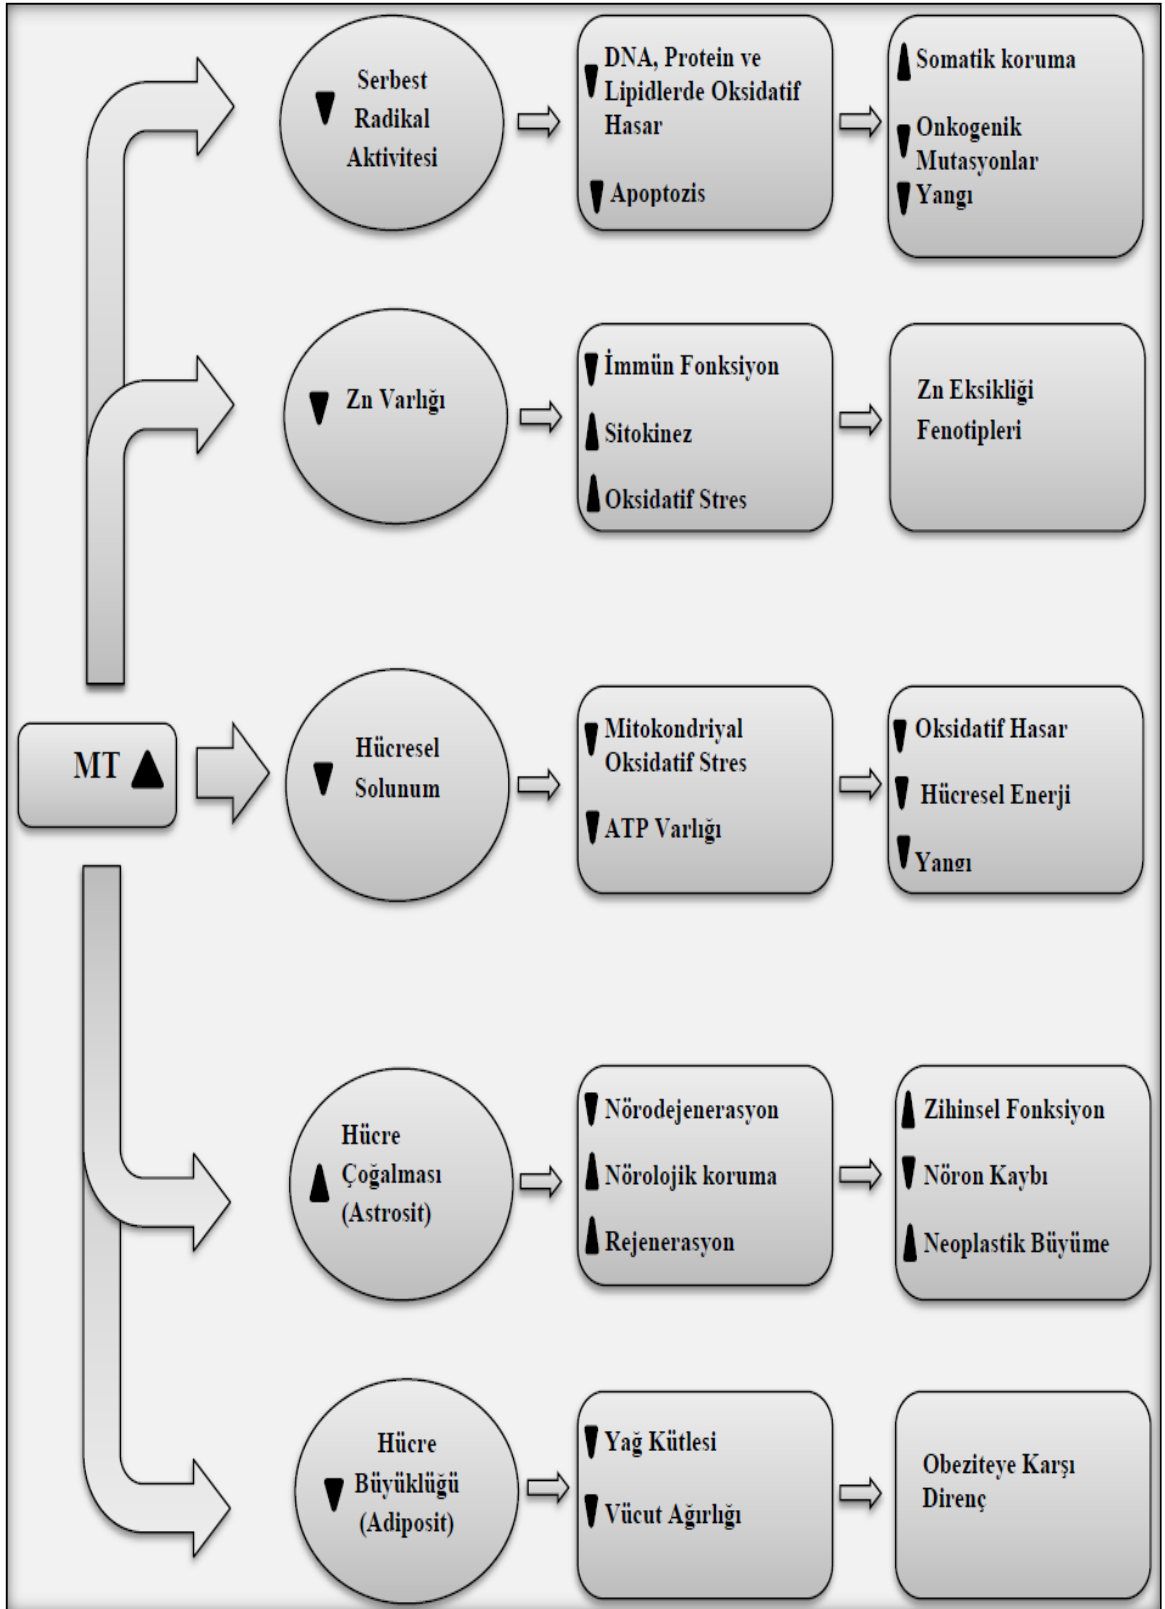 Serbest
Radikal
Aktivitesi
DNA, Protein ve
Lipidlerde Oksidatif
Hasar
Apoptozis
Somatik koruma
Onkogenik
Mutasyonlar
Yangı
Zn Varlığı
İmmün Fonksiyon
Sitokinez
Oksidatif Stres
Zn Eksikliği
Fenotipleri
MT
Hücresel
Solunum
Mitokondriyal
Oksidatif Stres
ATP Varlığı
Oksidatif Hasar
Hücresel Enerji
Yangı
Hücre
Çoğalması
(Astrosit)
Nörodejenerasyon
Nörolojik koruma
Rejenerasyon
Zihinsel Fonksiyon
Nöron Kaybı
Neoplastik Büyüme
Hücre
Büyüklüğü
(Adiposit)
Yağ Kütlesi
Vücut Ağırlığı
Obeziteye Karşı
Direnç